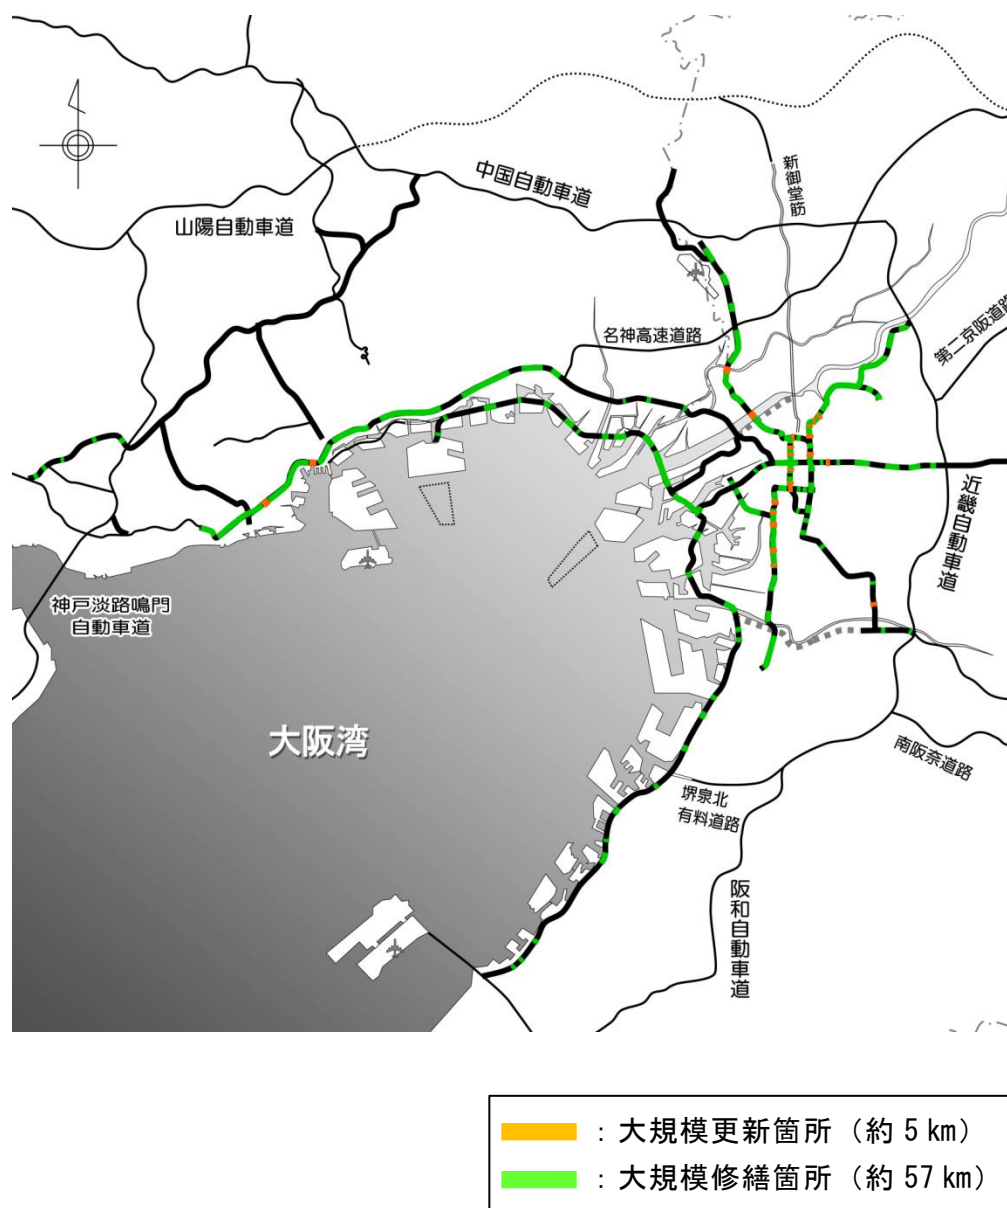 中国自動車道
新御堂筋
山陽自動車道
名神高速道路
第二京阪道路
近畿自動車道
神戸淡路鳴門
自動車道
大阪湾
南阪奈道路
堺泉北
有料道路
阪和自動車道
：大規模更新箇所（約 5 km）
：大規模修繕箇所（約 57 km）